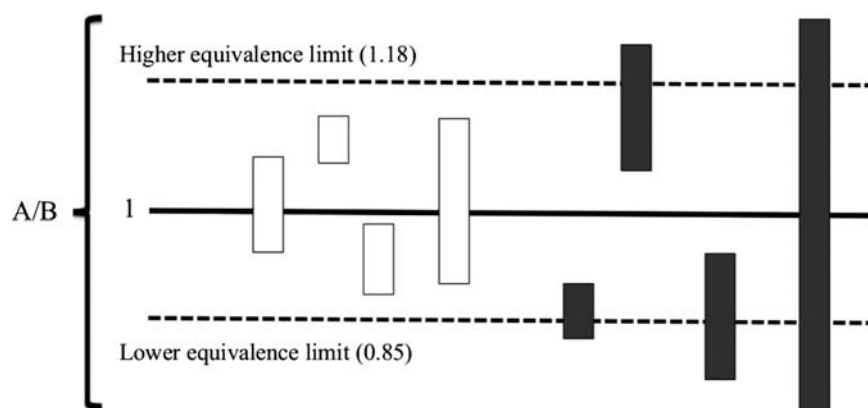 Higher equivalence limit (1.18)
A/B
1
Lower equivalence limit (0.85)